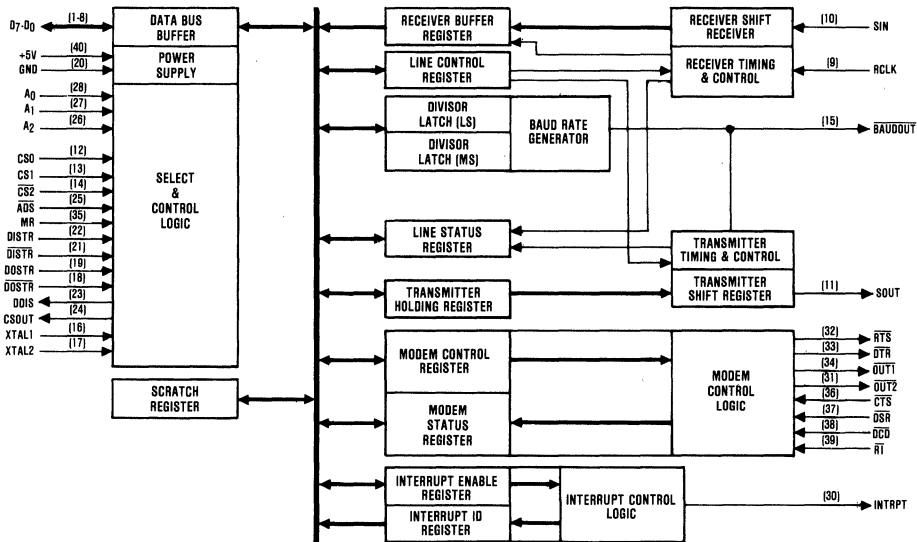 D7-D0
(1-8)
+5V
(40)
GND
(20)
A0
(28)
A1
(27)
A2
(26)
CS0
(12)
CS1
(13)
CS2
(14)
ADS
(25)
MR
(35)
DISTR
(22)
DISTR
(21)
DOSTR
(19)
DOSTR
(18)
DDIS
(23)
CSOUT
(24)
XTAL1
(16)
XTAL2
(17)
DATA BUS
BUFFER
POWER
SUPPLY
SELECT
&
CONTROL
LOGIC
SCRATCH
REGISTER
RECEIVER BUFFER
REGISTER
LINE CONTROL
REGISTER
DIVISOR
LATCH (LS)
DIVISOR
LATCH (MS)
BAUD RATE
GENERATOR
LINE STATUS
REGISTER
TRANSMITTER
HOLDING REGISTER
MODEM CONTROL
REGISTER
MODEM
STATUS
REGISTER
INTERRUPT ENABLE
REGISTER
INTERRUPT ID
REGISTER
INTERRUPT CONTROL
LOGIC
RECEIVER SHIFT
RECEIVER
RECEIVER TIMING
& CONTROL
TRANSMITTER
TIMING & CONTROL
TRANSMITTER
SHIFT REGISTER
MODEM
CONTROL
LOGIC
(10)
SIN
(9)
RCLK
(15)
BAUDOUT
(11)
SOUT
(32)
RTS
(33)
DTR
(34)
OUT1
(31)
OUT2
(36)
CTS
(37)
DSR
(38)
DCD
(39)
RI
(30)
INTRPT